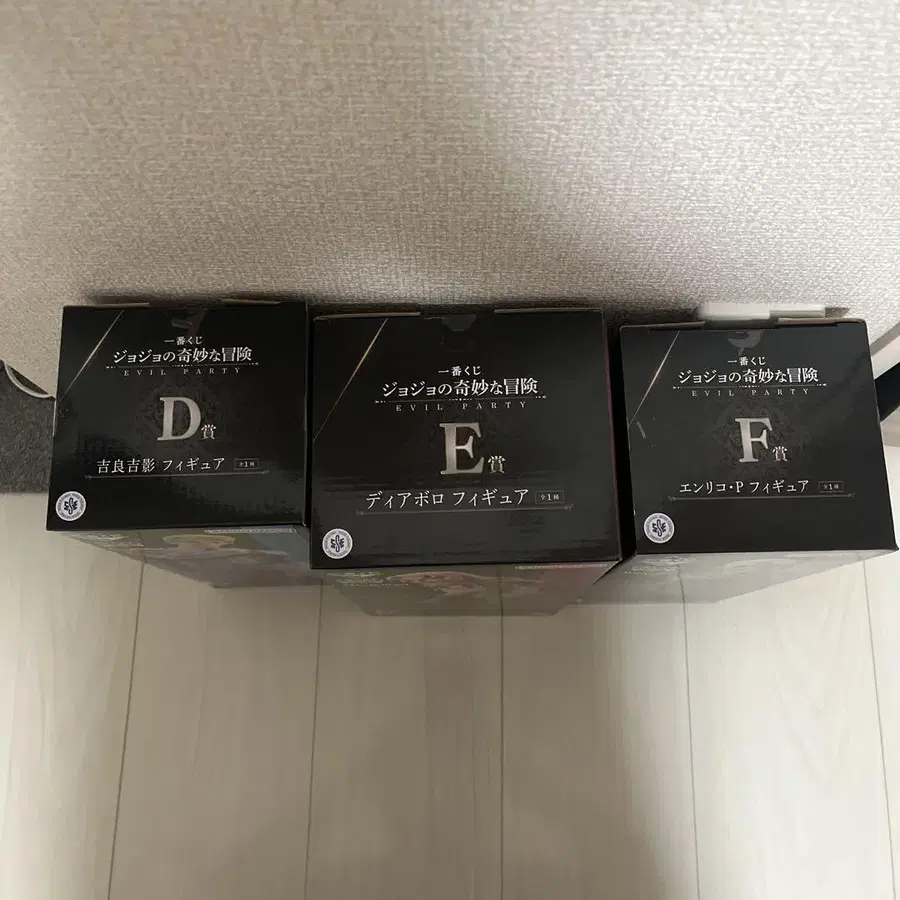 一番くじ
ジョジョの奇妙な冒険
EVIL PARTY
D賞
吉良吉影 フィギュア 全1種
一番くじ
ジョジョの奇妙な冒険
EVIL PARTY
E賞
ディアボロ フィギュア 全1種
一番くじ
ジョジョの奇妙な冒険
EVIL PARTY
F賞
エンリコ・P フィギュア 全1種